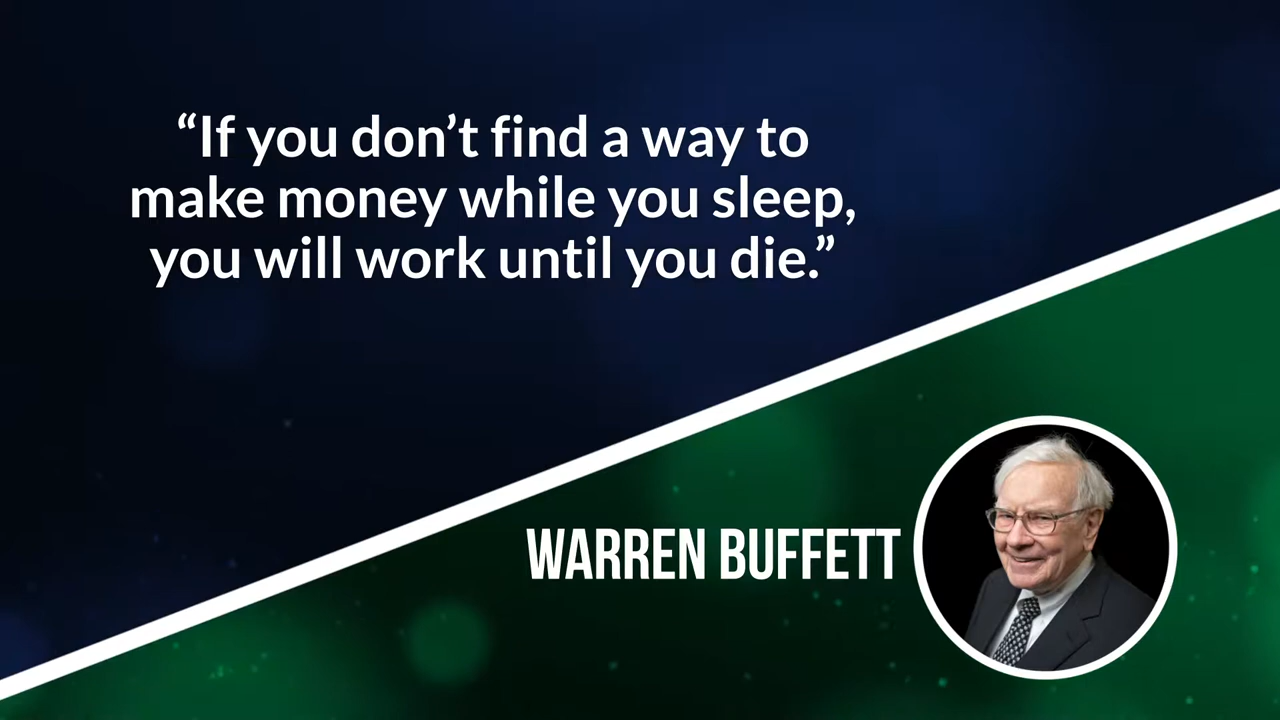 “If you don’t find a way to
make money while you sleep,
you will work until you die.”
WARREN BUFFETT